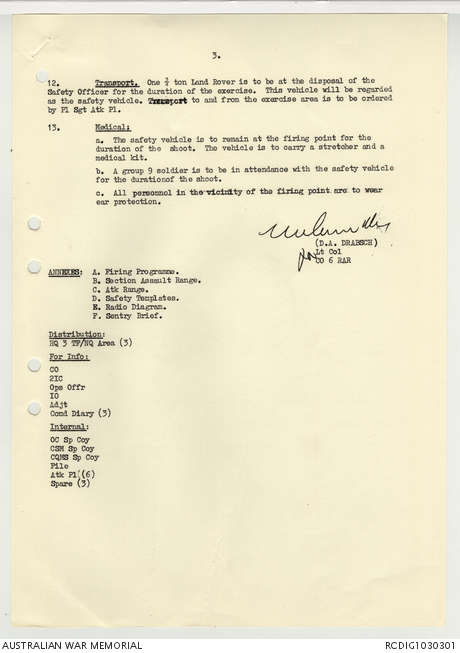 3.
12. Transport. One ¾ ton Land Rover is to be at the disposal of the
Safety Officer for the duration of the exercise. This vehicle will be regarded
as the safety vehicle. Transport to and from the exercise area is to be ordered
by Pl Sgt Atk Pl.
13. Medical:
a. The safety vehicle is to remain at the firing point for the
duration of the shoot. The vehicle is to carry a stretcher and a
medical kit.
b. A group 9 soldier is to be in attendance with the safety vehicle
for the durationof the shoot.
c. All personnel in the vicinity of the firing point are to wear
ear protection.
(D.A. DRABSCH)
for Lt Col
CO 6 RAR
ANNEXES: A. Firing Programme.
B. Section Assault Range.
C. Atk Range.
D. Safety Templates.
E. Radio Diagram.
F. Sentry Brief.
Distribution:
HQ 3 TF/NQ Area (3)
For Info:
CO
2IC
Ops Offr
IO
Adjt
Comd Diary (3)
Internal:
OC Sp Coy
CSM Sp Coy
CQMS Sp Coy
File
Atk Pl (6)
Spare (3)
AUSTRALIAN WAR MEMORIAL
RCDIG1030301